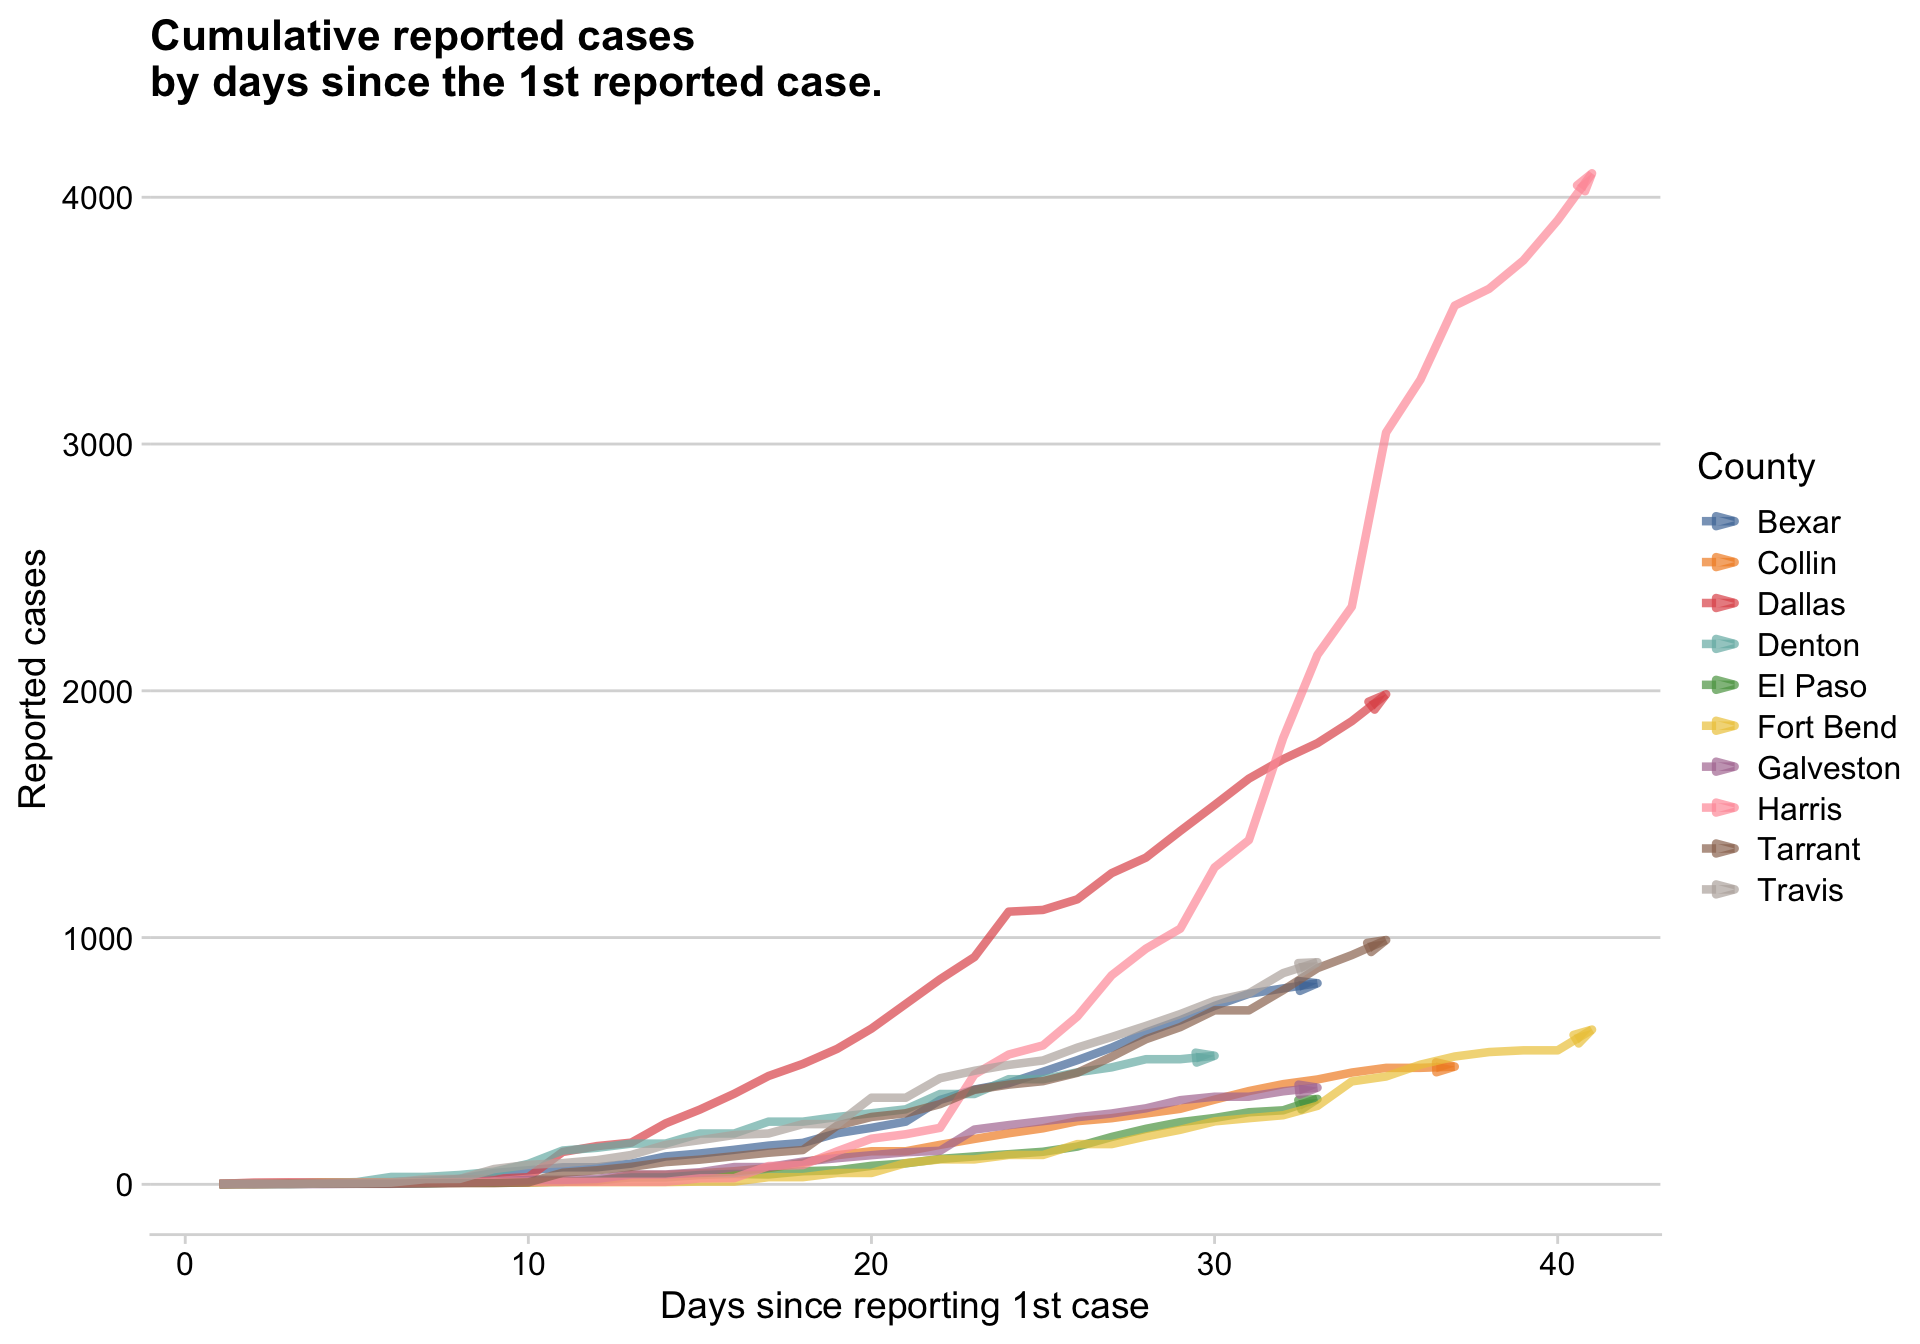 Cumulative reported cases
by days since the 1st reported case.
4000
3000
2000
1000
0
Reported cases
0
10
20
30
40
Days since reporting 1st case
County
Bexar
Collin
Dallas
Denton
El Paso
Fort Bend
Galveston
Harris
Tarrant
Travis